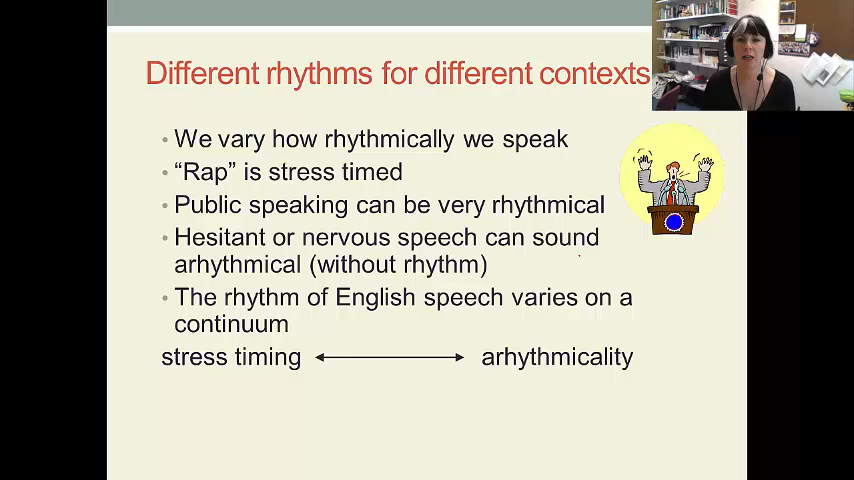 Different rhythms for different contexts
• We vary how rhythmically we speak
• “Rap” is stress timed
• Public speaking can be very rhythmical
• Hesitant or nervous speech can sound
arhythmical (without rhythm)
• The rhythm of English speech varies on a
continuum
stress timing arhythmicality